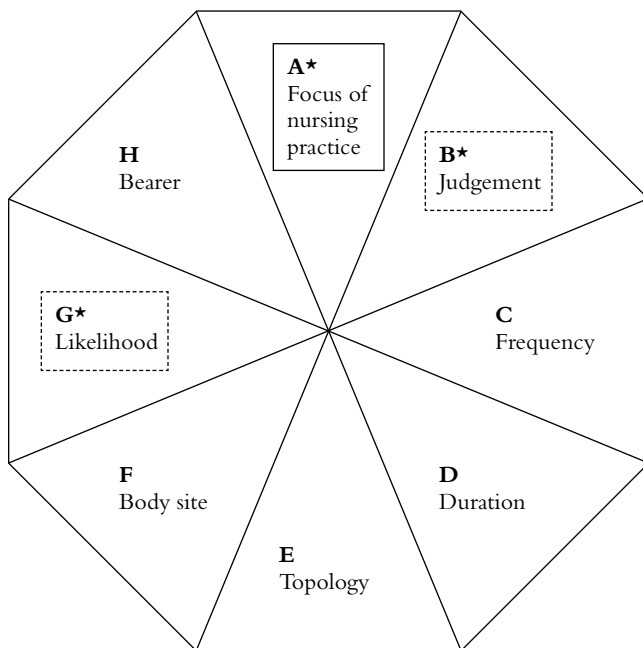 A★
Focus of
nursing
practice
B★
Judgement
C
Frequency
D
Duration
E
Topology
F
Body site
G★
Likelihood
H
Bearer